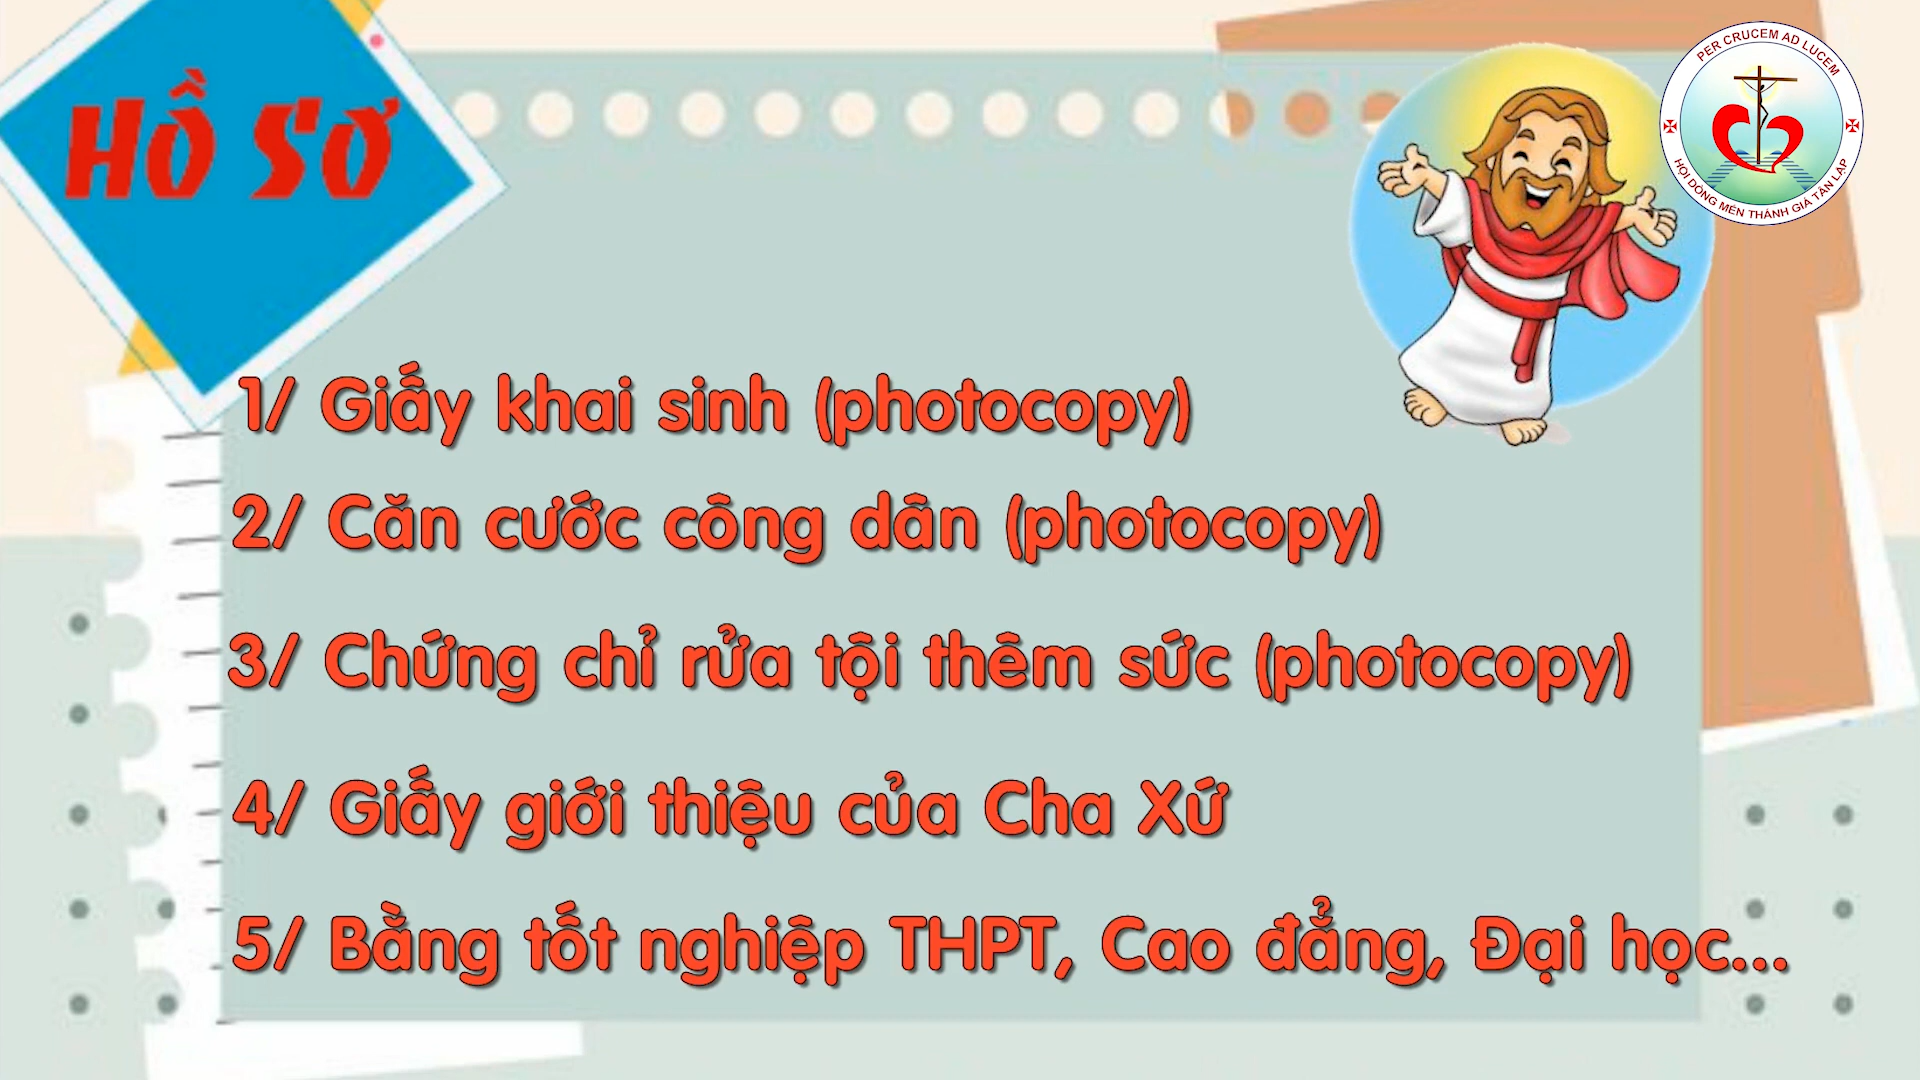 HỒ SƠ
PER CRUCEM AD LUCEM
HỘI DÒNG MẾN THÁNH GIÁ TÂN LẬP
1/ Giấy khai sinh (photocopy)
2/ Căn cước công dân (photocopy)
3/ Chứng chỉ rửa tội thêm sức (photocopy)
4/ Giấy giới thiệu của Cha Xứ
5/ Bằng tốt nghiệp THPT, Cao đẳng, Đại học...